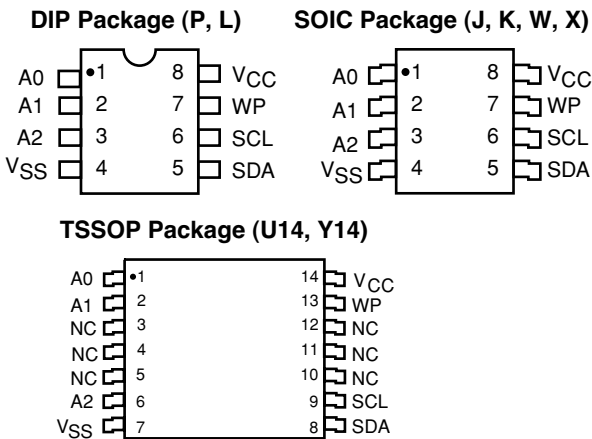 DIP Package (P, L)
A0 •1 8 VCC
A1 2 7 WP
A2 3 6 SCL
VSS 4 5 SDA
SOIC Package (J, K, W, X)
A0 •1 8 VCC
A1 2 7 WP
A2 3 6 SCL
VSS 4 5 SDA
TSSOP Package (U14, Y14)
A0 •1 14 VCC
A1 2 13 WP
NC 3 12 NC
NC 4 11 NC
NC 5 10 NC
A2 6 9 SCL
VSS 7 8 SDA